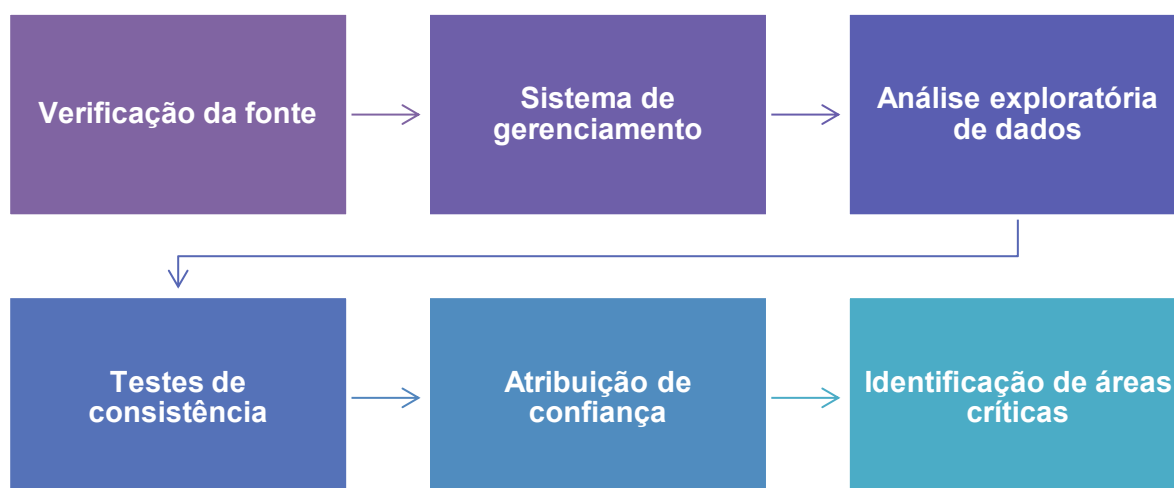 Verificação da fonte
Sistema de
gerenciamento
Análise exploratória
de dados
Testes de
consistência
Atribuição de
confiança
Identificação de áreas
críticas